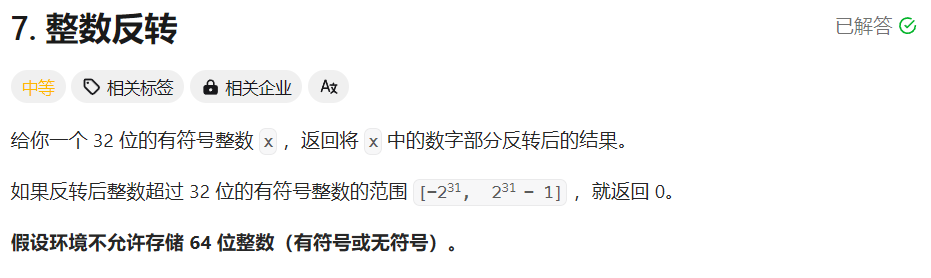 7. 整数反转
已解答
中等 相关标签 相关企业 A文
给你一个 32 位的有符号整数 x ，返回将 x 中的数字部分反转后的结果。
如果反转后整数超过 32 位的有符号整数的范围 [−2³¹, 2³¹ − 1] ，就返回 0。
假设环境不允许存储 64 位整数（有符号或无符号）。